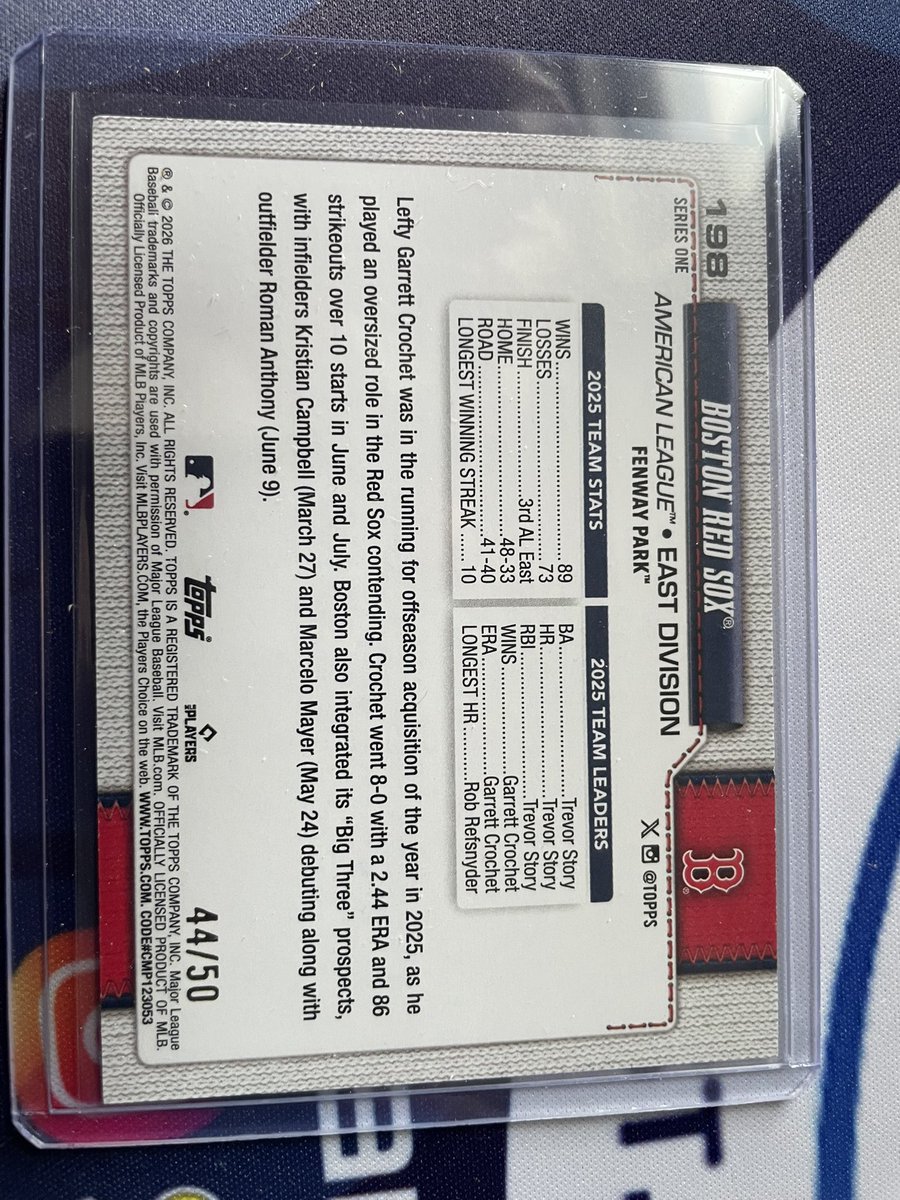 198
SERIES ONE
BOSTON RED SOX®
AMERICAN LEAGUE™ • EAST DIVISION
FENWAY PARK™
B®
X @TOPPS
2025 TEAM STATS
WINS 89
LOSSES 73
FINISH 3rd AL East
HOME 48-33
ROAD 41-40
LONGEST WINNING STREAK 10
2025 TEAM LEADERS
BA Trevor Story
HR Trevor Story
RBI Trevor Story
WINS Garrett Crochet
ERA Garrett Crochet
LONGEST HR Rob Refsnyder
Lefty Garrett Crochet was in the running for offseason acquisition of the year in 2025, as he
played an oversized role in the Red Sox contending. Crochet went 8-0 with a 2.44 ERA and 86
strikeouts over 10 starts in June and July. Boston also integrated its “Big Three” prospects,
with infielders Kristian Campbell (March 27) and Marcelo Mayer (May 24) debuting along with
outfielder Roman Anthony (June 9).
topps®
MLB PLAYERS
44/50
® & © 2026 THE TOPPS COMPANY, INC. ALL RIGHTS RESERVED. TOPPS IS A REGISTERED TRADEMARK OF THE TOPPS COMPANY, INC. Major League
Baseball trademarks and copyrights are used with permission of Major League Baseball. Visit MLB.com. OFFICIALLY LICENSED PRODUCT OF MLB.
Officially Licensed Product of MLB Players, Inc. Visit MLBPLAYERS.COM, the Players Choice on the web. WWW.TOPPS.COM. CODE#CMP123053